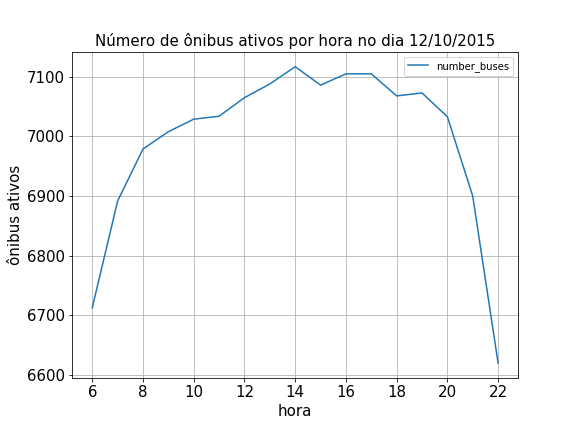 Número de ônibus ativos por hora no dia 12/10/2015
number_buses
ônibus ativos
7100
7000
6900
6800
6700
6600
6 8 10 12 14 16 18 20 22
hora